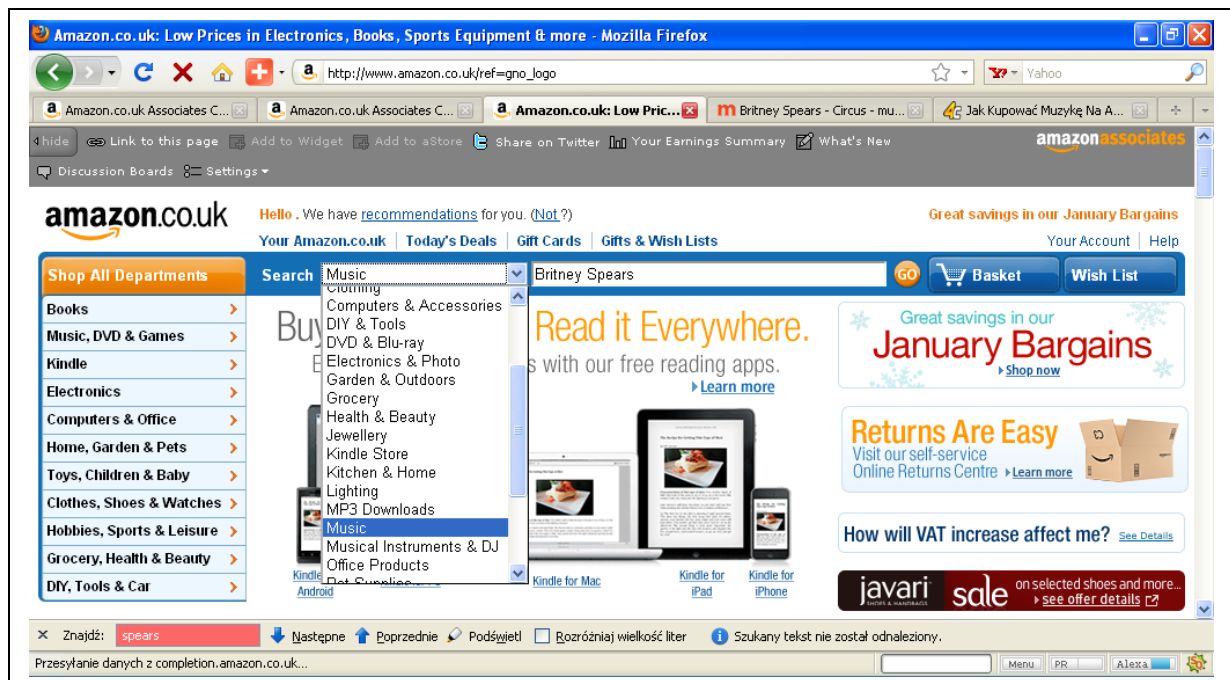 Amazon.co.uk: Low Prices in Electronics, Books, Sports Equipment & more - Mozilla Firefox
http://www.amazon.co.uk/ref=gno_logo
Yahoo
Amazon.co.uk Associates C...
Amazon.co.uk Associates C...
Amazon.co.uk: Low Pric...
Britney Spears - Circus - mu...
Jak Kupować Muzykę Na A...
hide
Link to this page
Add to Widget
Add to aStore
Share on Twitter
Your Earnings Summary
What's New
amazonassociates
Discussion Boards
Settings
amazon.co.uk
Hello . We have recommendations for you. (Not ?)
Great savings in our January Bargains
Your Amazon.co.uk | Today's Deals | Gift Cards | Gifts & Wish Lists
Your Account | Help
Shop All Departments
Search
Music
Britney Spears
GO
Basket
Wish List
Books
Music, DVD & Games
Kindle
Electronics
Computers & Office
Home, Garden & Pets
Toys, Children & Baby
Clothes, Shoes & Watches
Hobbies, Sports & Leisure
Grocery, Health & Beauty
DIY, Tools & Car
Clothing
Computers & Accessories
DIY & Tools
DVD & Blu-ray
Electronics & Photo
Garden & Outdoors
Grocery
Health & Beauty
Jewellery
Kindle Store
Kitchen & Home
Lighting
MP3 Downloads
Music
Musical Instruments & DJ
Office Products
Pet Supplies
Read it Everywhere.
s with our free reading apps.
Learn more
Kindle
Android
Kindle for Mac
Kindle for
iPad
Kindle for
iPhone
Great savings in our
January Bargains
Shop now
Returns Are Easy
Visit our self-service
Online Returns Centre
Learn more
How will VAT increase affect me? See Details
javari
SHOES & HANDBAGS
sale
on selected shoes and more...
see offer details
Znajdź: spears
Następne
Poprzednie
Podświetl
Rozróżniaj wielkość liter
Szukany tekst nie został odnaleziony.
Przesyłanie danych z completion.amazon.co.uk...
Menu
PR
Alexa